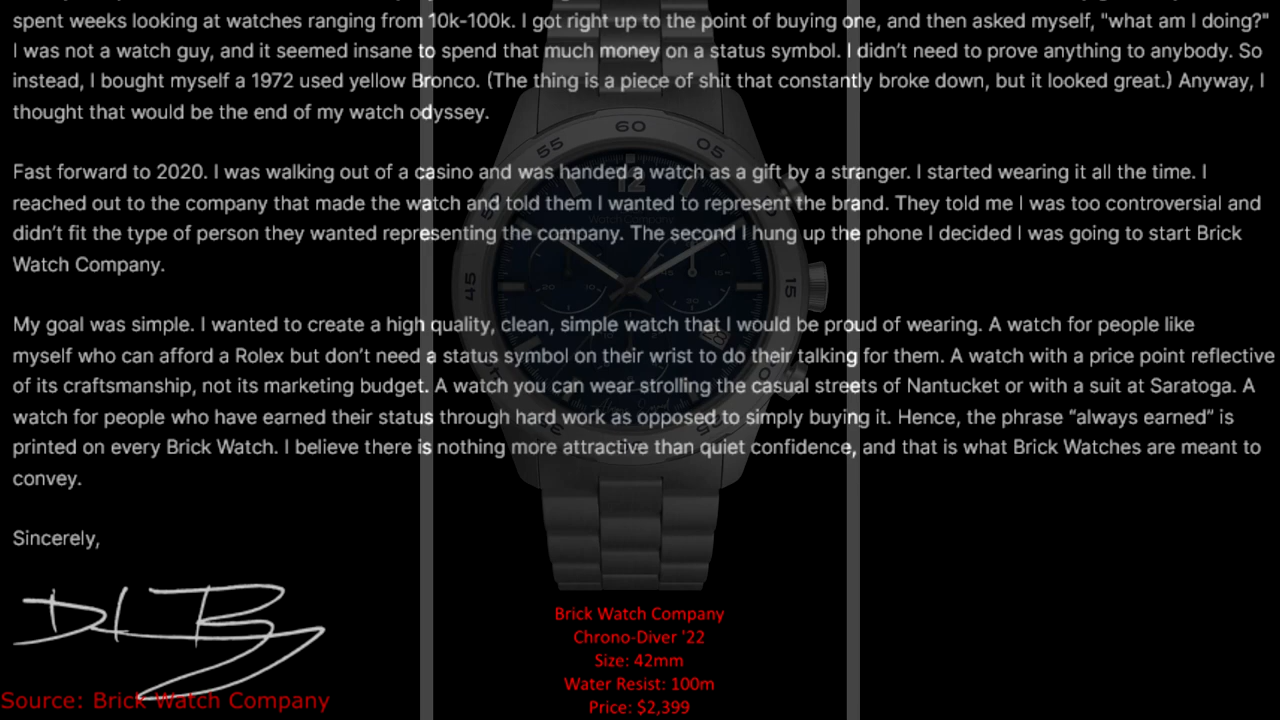 spent weeks looking at watches ranging from 10k-100k. I got right up to the point of buying one, and then asked myself, "what am I doing?"
I was not a watch guy, and it seemed insane to spend that much money on a status symbol. I didn’t need to prove anything to anybody. So
instead, I bought myself a 1972 used yellow Bronco. (The thing is a piece of shit that constantly broke down, but it looked great.) Anyway, I
thought that would be the end of my watch odyssey.
Fast forward to 2020. I was walking out of a casino and was handed a watch as a gift by a stranger. I started wearing it all the time. I
reached out to the company that made the watch and told them I wanted to represent the brand. They told me I was too controversial and
didn’t fit the type of person they wanted representing the company. The second I hung up the phone I decided I was going to start Brick
Watch Company.
My goal was simple. I wanted to create a high quality, clean, simple watch that I would be proud of wearing. A watch for people like
myself who can afford a Rolex but don’t need a status symbol on their wrist to do their talking for them. A watch with a price point reflective
of its craftsmanship, not its marketing budget. A watch you can wear strolling the casual streets of Nantucket or with a suit at Saratoga. A
watch for people who have earned their status through hard work as opposed to simply buying it. Hence, the phrase “always earned” is
printed on every Brick Watch. I believe there is nothing more attractive than quiet confidence, and that is what Brick Watches are meant to
convey.
Sincerely,
Source: Brick Watch Company
Brick Watch Company
Chrono-Diver '22
Size: 42mm
Water Resist: 100m
Price: $2,399
60
55
05
12
45
15